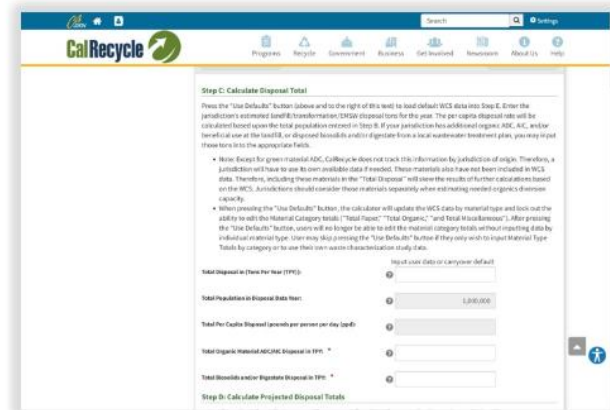 CA.GOV
Search
Settings
CalRecycle
Programs Recycle Government Business Get Involved Newsroom About Us Help
Step C: Calculate Disposal Total
Press the "Use Defaults" button (above and to the right of this text) to load default WCS data into Step E. Enter the
jurisdiction's estimated landfill/transformation/EMSW disposal tons for the year. The per capita disposal rate will be
calculated based upon the total population entered in Step B. If your jurisdiction has additional organic ADC, AIC, and/or
beneficial use at the landfill, or disposed biosolids and/or digestate from a local wastewater treatment plan, you may input
those tons into the appropriate fields.
• Note: Except for green material ADC, CalRecycle does not track this information by jurisdiction of origin. Therefore, a
jurisdiction will have to use its own available data if needed. These materials also have not been included in WCS
data. Therefore, including these materials in the "Total Disposal" will skew the results of further calculations based
on the WCS. Jurisdictions should consider these materials separately when estimating needed organics diversion
capacity.
• When pressing the "Use Defaults" button, the calculator will update the WCS data by material type and lock out the
ability to edit the Material Category totals ("Total Paper," "Total Organic," "and Total Miscellaneous"). After pressing
the "Use Defaults" button, users will no longer be able to edit the material category totals without inputting data by
individual material type. User may skip pressing the "Use Defaults" button if they only wish to input Material Type
Totals by category or to use their own waste characterization study data.
Input user data or carryover default
Total Disposal in (Tons Per Year (TPY)):
Total Population in Disposal Data Year: 1,000,000
Total Per Capita Disposal (pounds per person per day (ppd):
Total Organic Material ADC/AIC Disposal in TPY: *
Total Biosolids and/or Digestate Disposal in TPY: *
Step D: Calculate Projected Disposal Totals